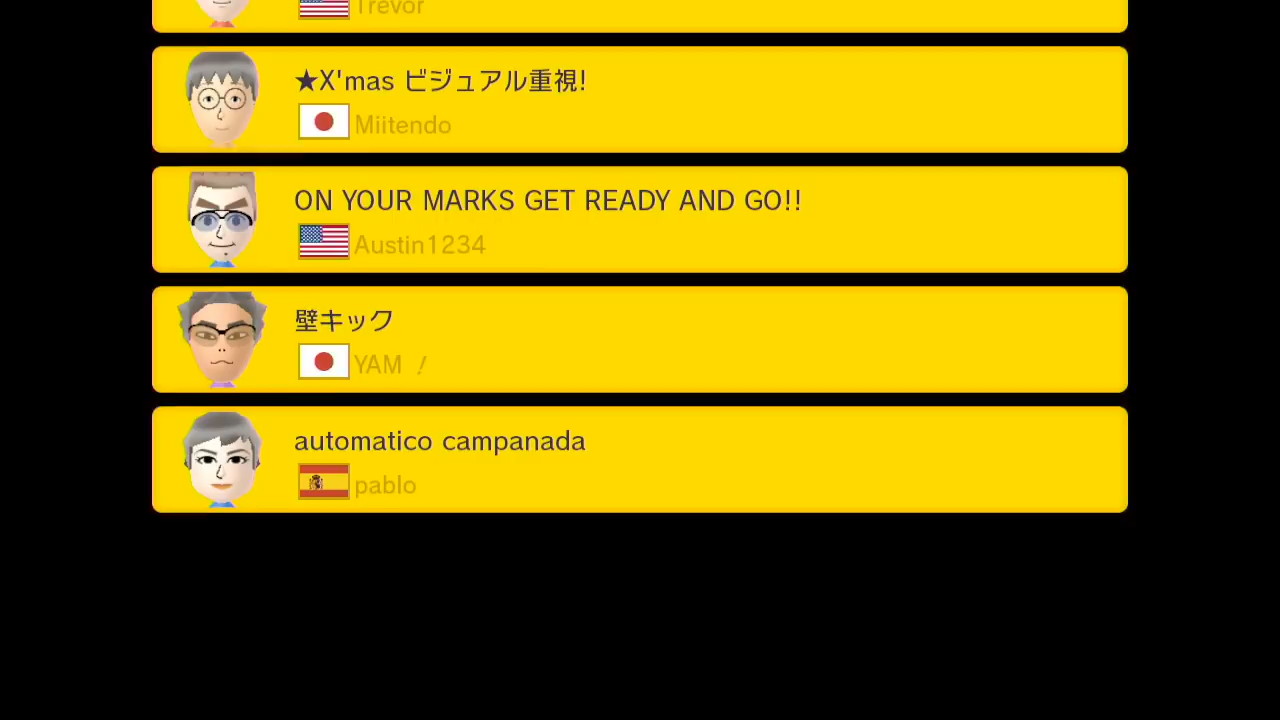 Trevor
★X'mas ビジュアル重視!
Miitendo
ON YOUR MARKS GET READY AND GO!!
Austin1234
壁キック
YAM !
automatico campanada
pablo